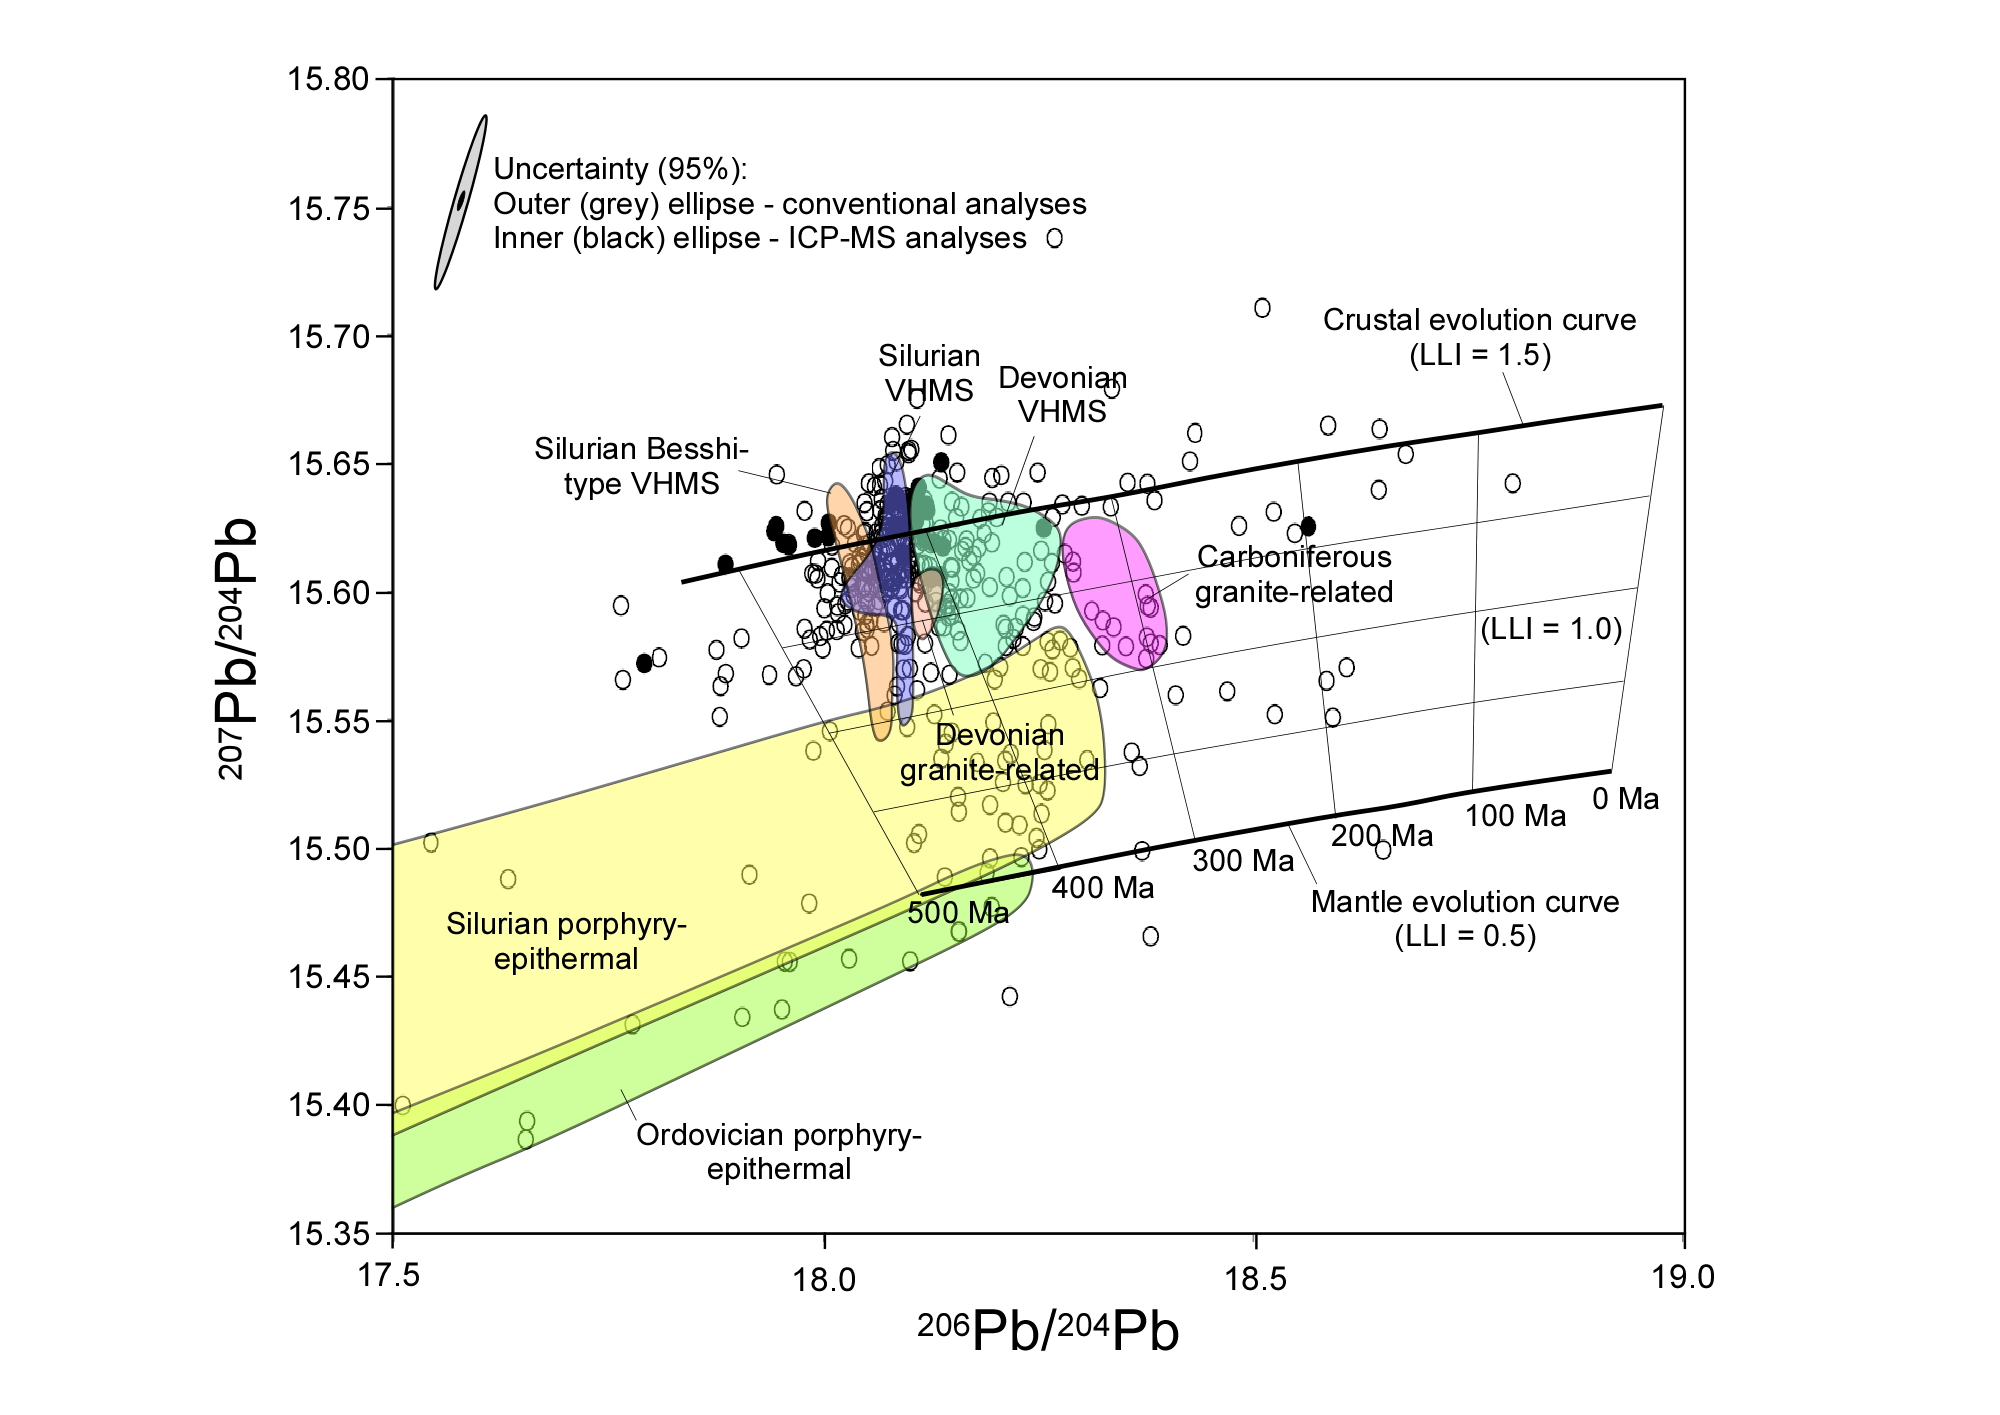 15.80
Uncertainty (95%):
Outer (grey) ellipse - conventional analyses
Inner (black) ellipse - ICP-MS analyses
15.75
15.70
15.65
15.60
15.55
15.50
15.45
15.40
15.35
207Pb/204Pb
Crustal evolution curve
(LLI = 1.5)
Silurian
VHMS
Devonian
VHMS
Silurian Besshi-
type VHMS
Carboniferous
granite-related
(LLI = 1.0)
Devonian
granite-related
0 Ma
100 Ma
200 Ma
300 Ma
400 Ma
500 Ma
Mantle evolution curve
(LLI = 0.5)
Silurian porphyry-
epithermal
Ordovician porphyry-
epithermal
17.5
18.0
18.5
19.0
206Pb/204Pb